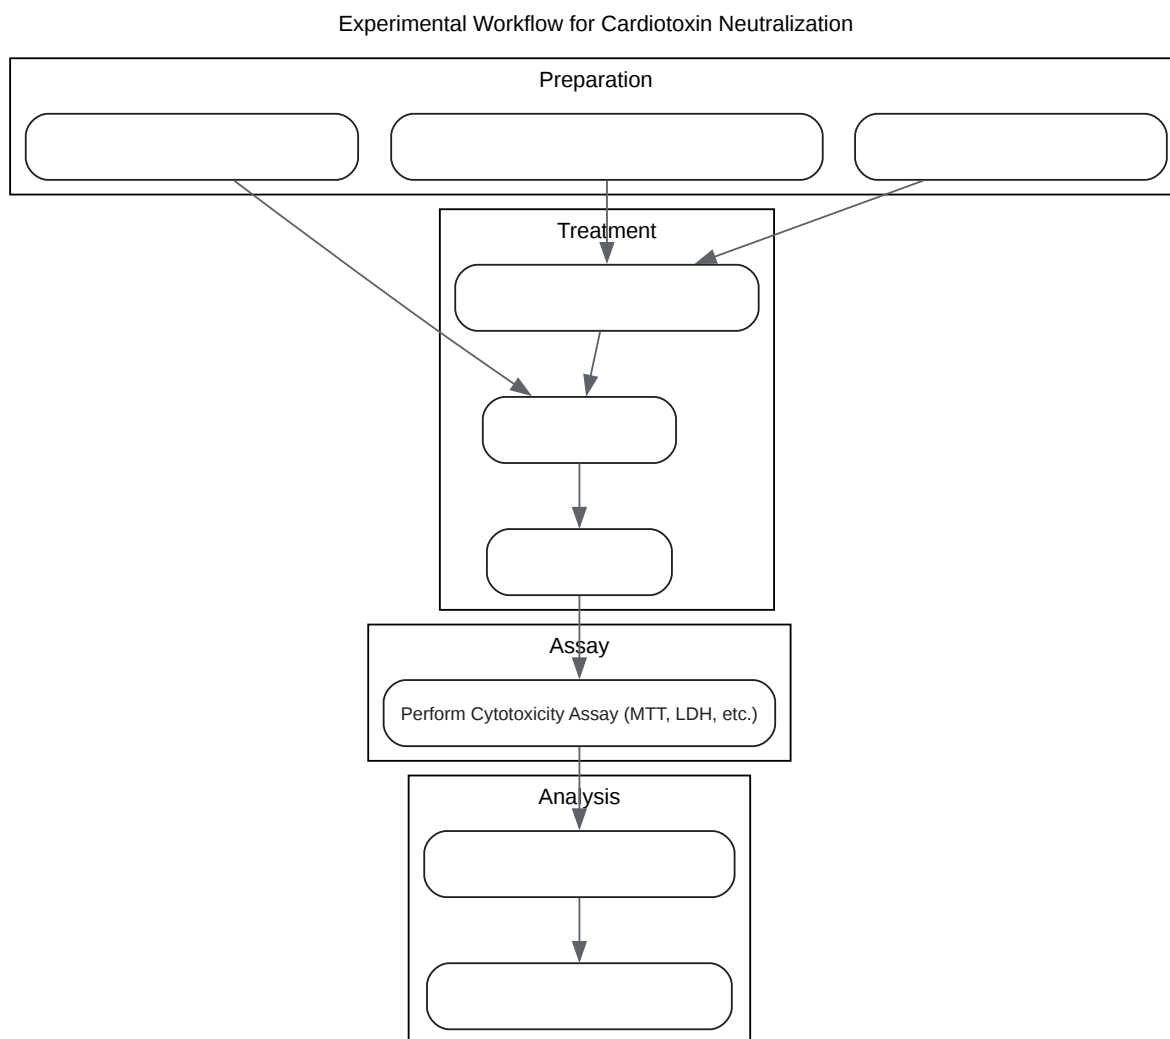 Experimental Workflow for Cardiotoxin Neutralization
Preparation
Treatment
Assay
Perform Cytotoxicity Assay (MTT, LDH, etc.)
Analysis